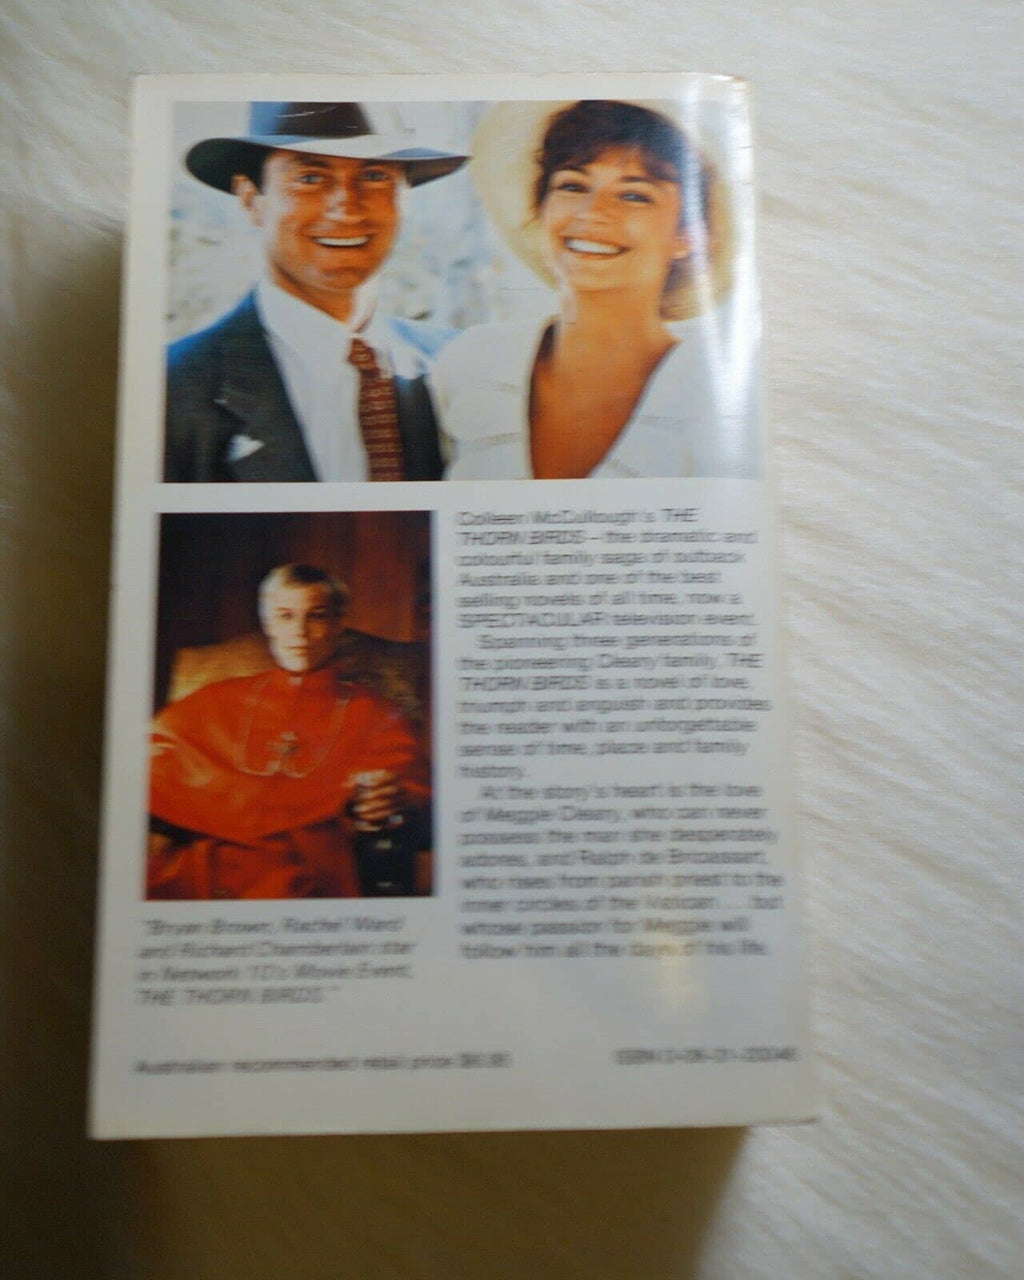 Colleen McCullough's THE
THORN BIRDS – the dramatic and
colourful family saga of outback
Australia and one of the best
selling novels of all time, now a
SPECTACULAR television event.
Spanning three generations of
the pioneering Cleary family, THE
THORN BIRDS is a novel of love,
triumph and anguish and provides
the reader with an unforgettable
sense of time, place and family
history.
At the story's heart is the love
of Meggie Cleary, who can never
possess the man she desperately
adores, and Ralph de Bricassart,
who rises from parish priest to the
inner circles of the Vatican . . . but
whose passion for Meggie will
follow him all the days of his life.
"Bryan Brown, Rachel Ward
and Richard Chamberlain star
in Network 10's Movie Event,
THE THORN BIRDS."
Australian recommended retail price
ISBN